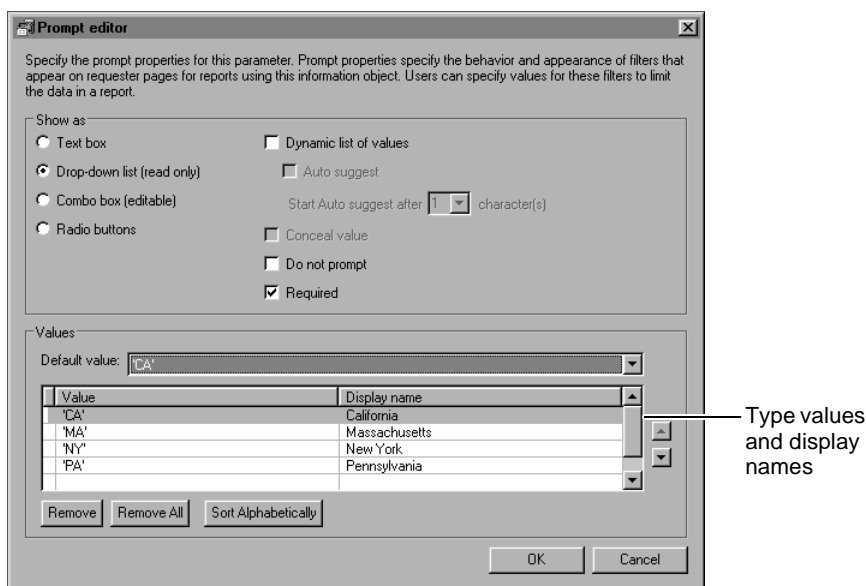 Prompt editor
Specify the prompt properties for this parameter. Prompt properties specify the behavior and appearance of filters that
appear on requester pages for reports using this information object. Users can specify values for these filters to limit
the data in a report.
Show as
Text box
Drop-down list (read only)
Combo box (editable)
Radio buttons
Dynamic list of values
Auto suggest
Start Auto suggest after 1 character(s)
Conceal value
Do not prompt
Required
Values
Default value: 'CA'
Value Display name
'CA' California
'MA' Massachusetts
'NY' New York
'PA' Pennsylvania
Remove Remove All Sort Alphabetically
OK Cancel
Type values
and display
names